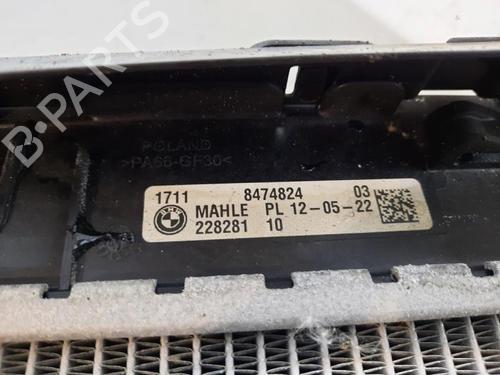 B-PARTS
POLAND
>PA66-GF30<
1711 8474824 03
MAHLE PL 12-05-22
228281 10